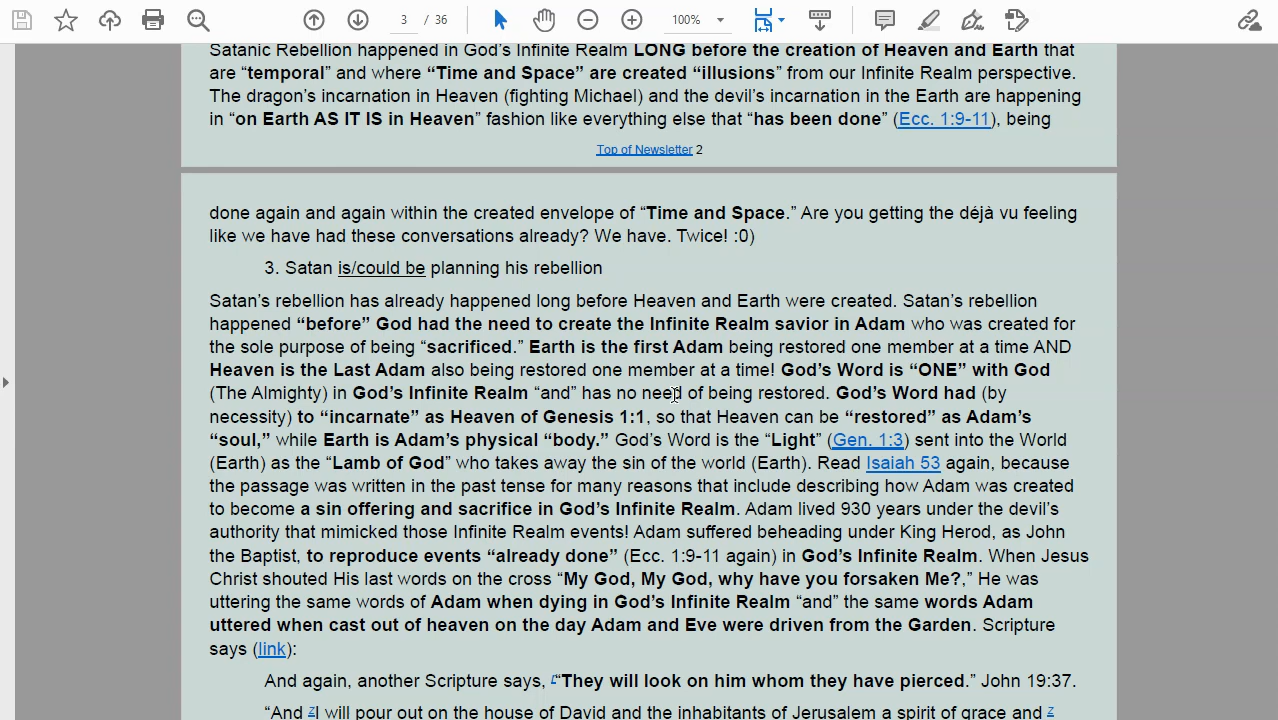 3 / 36
100%
Satanic Rebellion happened in God’s Infinite Realm LONG before the creation of Heaven and Earth that
are “temporal” and where “Time and Space” are created “illusions” from our Infinite Realm perspective.
The dragon’s incarnation in Heaven (fighting Michael) and the devil’s incarnation in the Earth are happening
in “on Earth AS IT IS in Heaven” fashion like everything else that “has been done” (Ecc. 1:9-11), being
Top of Newsletter 2
done again and again within the created envelope of “Time and Space.” Are you getting the déjà vu feeling
like we have had these conversations already? We have. Twice! :0)
3. Satan is/could be planning his rebellion
Satan’s rebellion has already happened long before Heaven and Earth were created. Satan’s rebellion
happened “before” God had the need to create the Infinite Realm savior in Adam who was created for
the sole purpose of being “sacrificed.” Earth is the first Adam being restored one member at a time AND
Heaven is the Last Adam also being restored one member at a time! God’s Word is “ONE” with God
(The Almighty) in God’s Infinite Realm “and” has no need of being restored. God’s Word had (by
necessity) to “incarnate” as Heaven of Genesis 1:1, so that Heaven can be “restored” as Adam’s
“soul,” while Earth is Adam’s physical “body.” God’s Word is the “Light” (Gen. 1:3) sent into the World
(Earth) as the “Lamb of God” who takes away the sin of the world (Earth). Read Isaiah 53 again, because
the passage was written in the past tense for many reasons that include describing how Adam was created
to become a sin offering and sacrifice in God’s Infinite Realm. Adam lived 930 years under the devil’s
authority that mimicked those Infinite Realm events! Adam suffered beheading under King Herod, as John
the Baptist, to reproduce events “already done” (Ecc. 1:9-11 again) in God’s Infinite Realm. When Jesus
Christ shouted His last words on the cross “My God, My God, why have you forsaken Me?,” He was
uttering the same words of Adam when dying in God’s Infinite Realm “and” the same words Adam
uttered when cast out of heaven on the day Adam and Eve were driven from the Garden. Scripture
says (link):
And again, another Scripture says, r“They will look on him whom they have pierced.” John 19:37.
“And z I will pour out on the house of David and the inhabitants of Jerusalem a spirit of grace and z